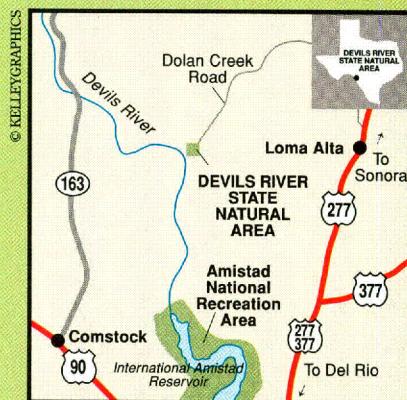 © KELLEYGRAPHICS
DEVILS RIVER
STATE NATURAL
AREA
Dolan Creek
Road
Devils River
Loma Alta
To
Sonora
163
DEVILS RIVER
STATE
NATURAL
AREA
277
377
Amistad
National
Recreation
Area
Comstock
90
277
377
International Amistad
Reservoir
To Del Rio